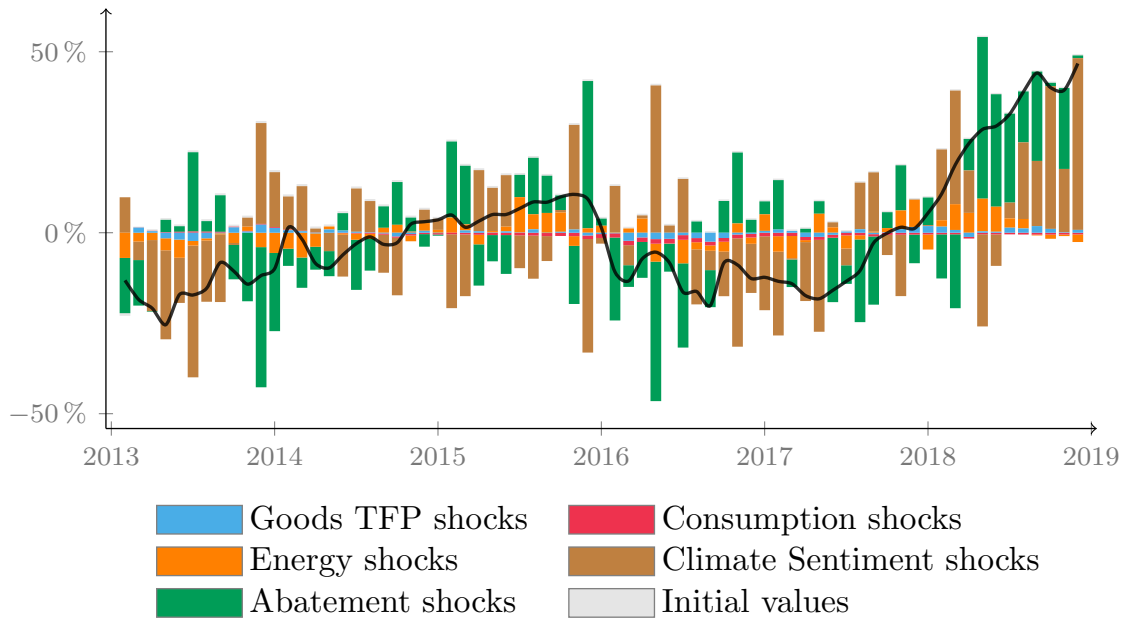 50 %
0 %
−50 %
2013 2014 2015 2016 2017 2018 2019
Goods TFP shocks Consumption shocks
Energy shocks Climate Sentiment shocks
Abatement shocks Initial values